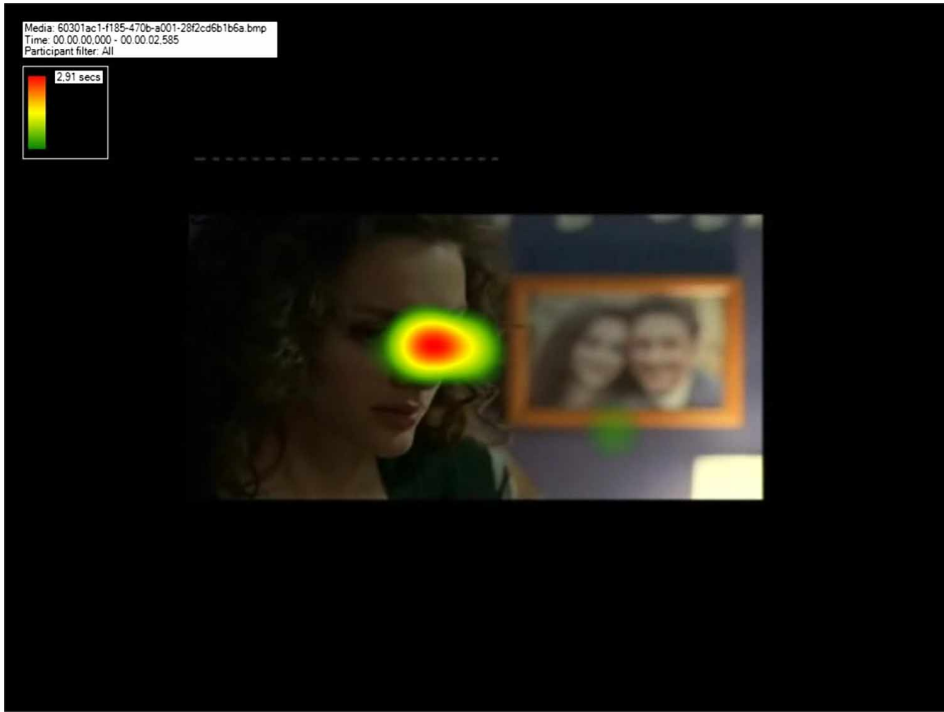 Media: 60301ac1-f185-470b-a001-28f2cd6b1b6a.bmp
Time: 00.00.00,000 - 00.00.02,585
Participant filter: All
2,91 secs